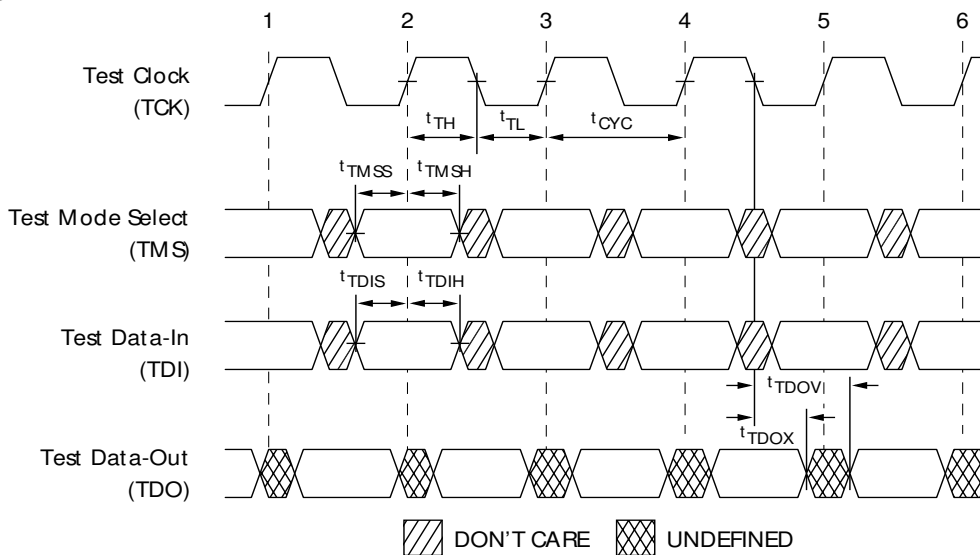 1 2 3 4 5 6
Test Clock
(TCK)
tTH tTL tCYC
tTMSS tTMSH
Test Mode Select
(TMS)
tTDIS tTDIH
Test Data-In
(TDI)
tTDOV
tTDOX
Test Data-Out
(TDO)
DON'T CARE UNDEFINED